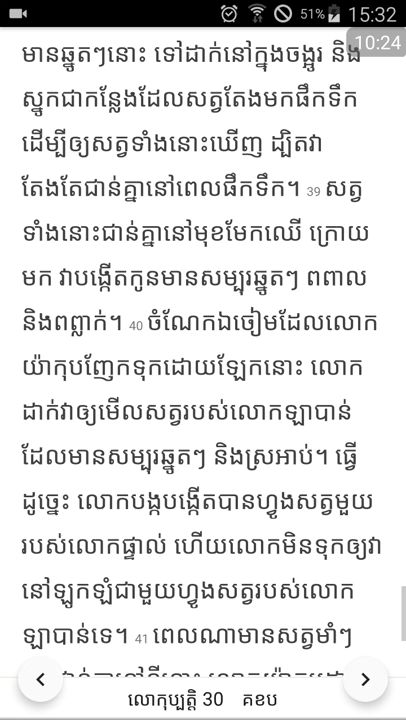 51% 15:32
10:24
មានឆ្នូតៗនោះ ទៅដាក់នៅក្នុងចង្អូរ និង
ស្នូកជាកន្លែងដែលសត្វតែងមកផឹកទឹក
ដើម្បីឲ្យសត្វទាំងនោះឃើញ ដ្បិតវា
តែងតែជាន់គ្នានៅពេលផឹកទឹក។ 39 សត្វ
ទាំងនោះជាន់គ្នានៅមុខមែកឈើ ក្រោយ
មក វាបង្កើតកូនមានសម្បុរឆ្នូតៗ ពពាល
និងពព្លាក់។ 40 ចំណែកឯចៀមដែលលោក
យ៉ាកុបញែកទុកដោយឡែកនោះ លោក
ដាក់វាឲ្យមើលសត្វរបស់លោកឡាបាន់
ដែលមានសម្បុរឆ្នូតៗ និងស្រអាប់។ ធ្វើ
ដូច្នេះ លោកបង្កបង្កើតបានហ្វូងសត្វមួយ
របស់លោកផ្ទាល់ ហើយលោកមិនទុកឲ្យវា
នៅឡូកឡំជាមួយហ្វូងសត្វរបស់លោក
ឡាបាន់ទេ។ 41 ពេលណាមានសត្វមាំៗ
លោកុប្បត្តិ 30 គខប